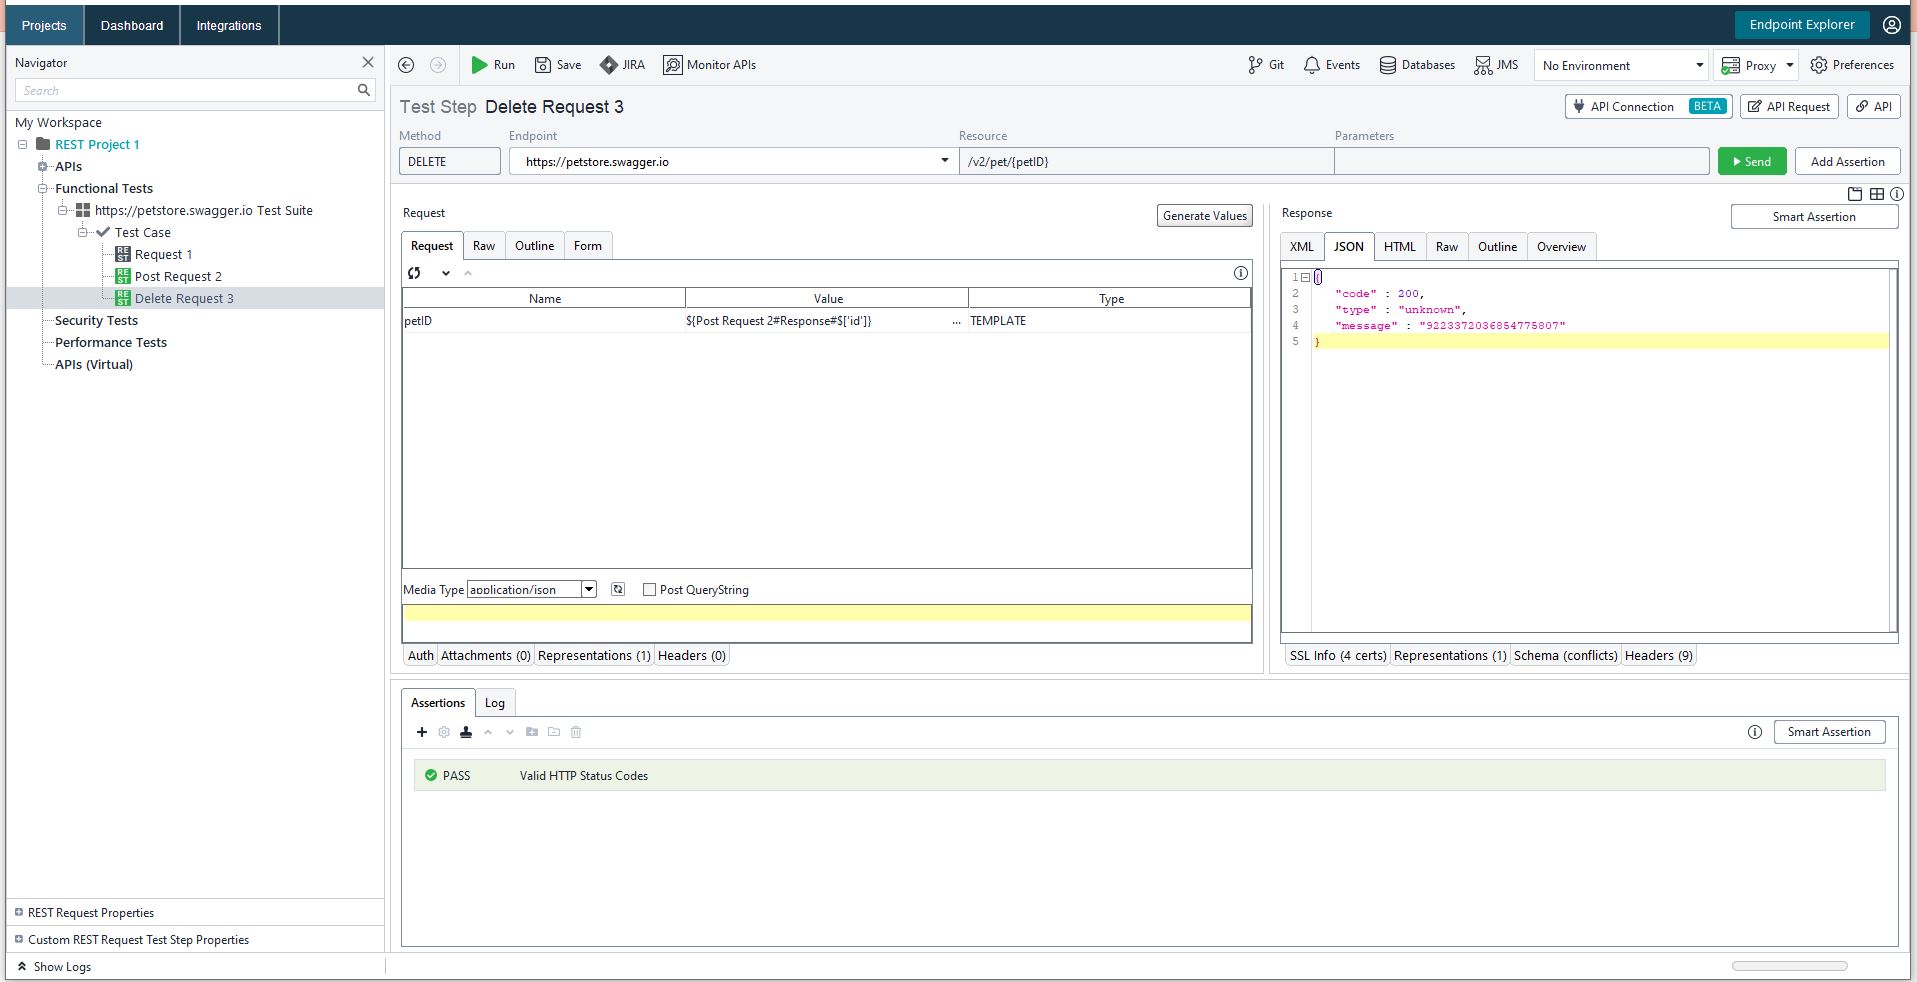 Projects
Dashboard
Integrations
Endpoint Explorer
Navigator
Search
My Workspace
REST Project 1
APIs
Functional Tests
https://petstore.swagger.io Test Suite
Test Case
REST Request 1
REST Post Request 2
REST Delete Request 3
Security Tests
Performance Tests
APIs (Virtual)
REST Request Properties
Custom REST Request Test Step Properties
Show Logs
Run
Save
JIRA
Monitor APIs
Git
Events
Databases
JMS
No Environment
Proxy
Preferences
Test Step Delete Request 3
API Connection BETA
API Request
API
Method
Endpoint
Resource
Parameters
DELETE
https://petstore.swagger.io
/v2/pet/{petID}
Send
Add Assertion
Request
Generate Values
Request
Raw
Outline
Form
Name
Value
Type
petID
${Post Request 2#Response#$['id']}
...
TEMPLATE
Media Type application/json
Post QueryString
Auth
Attachments (0)
Representations (1)
Headers (0)
Response
Smart Assertion
XML
JSON
HTML
Raw
Outline
Overview
1 {
2 "code" : 200,
3 "type" : "unknown",
4 "message" : "9223372036854775807"
5 }
SSL Info (4 certs)
Representations (1)
Schema (conflicts)
Headers (9)
Assertions
Log
Smart Assertion
PASS
Valid HTTP Status Codes